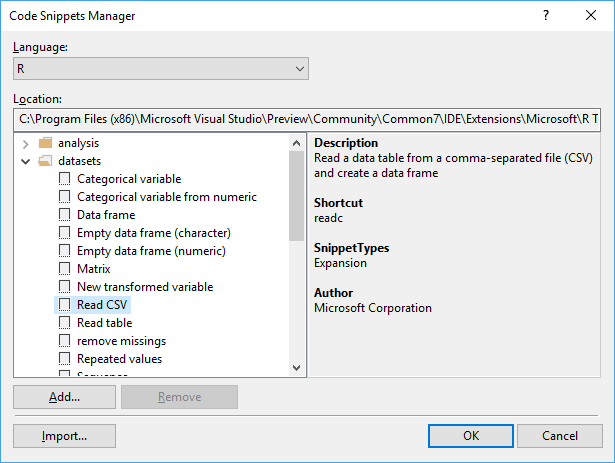 Code Snippets Manager
Language:
R
Location:
C:\Program Files (x86)\Microsoft Visual Studio\Preview\Community\Common7\IDE\Extensions\Microsoft\R T
analysis
datasets
Categorical variable
Categorical variable from numeric
Data frame
Empty data frame (character)
Empty data frame (numeric)
Matrix
New transformed variable
Read CSV
Read table
remove missings
Repeated values
Sequence
Description
Read a data table from a comma-separated file (CSV)
and create a data frame
Shortcut
readc
SnippetTypes
Expansion
Author
Microsoft Corporation
Add...
Remove
Import...
OK
Cancel